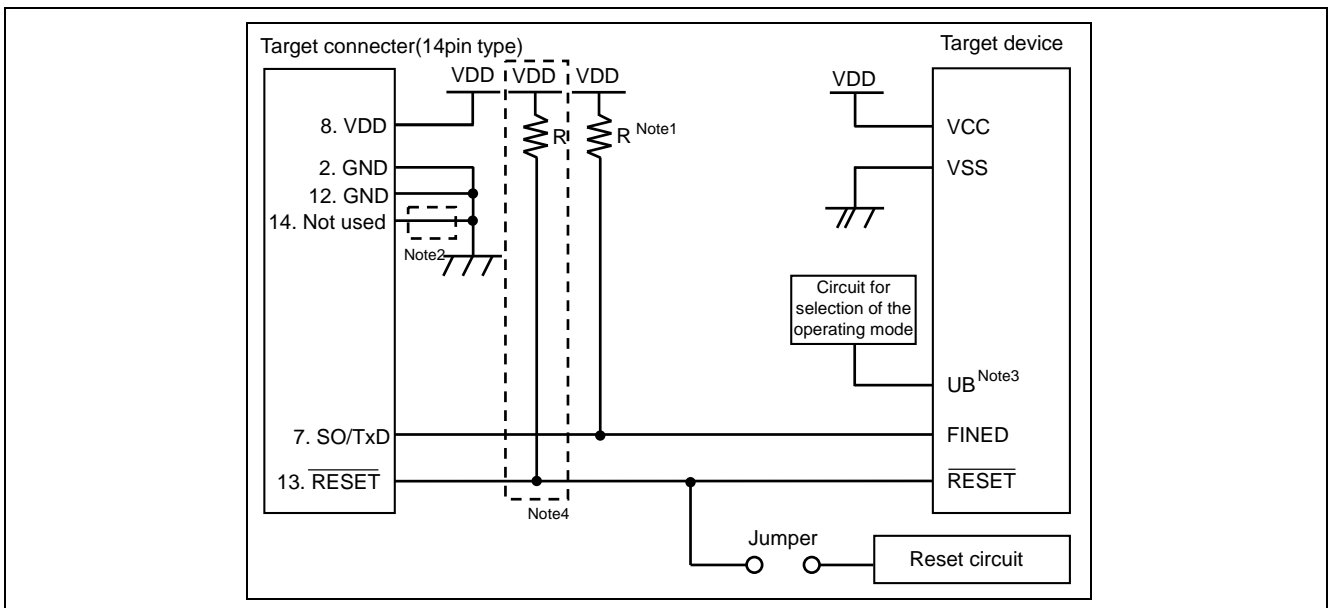 Target connecter(14pin type)
Target device
VDD VDD VDD
VDD
8. VDD
R
R Note1
VCC
2. GND
VSS
12. GND
14. Not used
Note2
Circuit for
selection of the
operating mode
UB Note3
7. SO/TxD
FINED
13. RESET
RESET
Note4
Jumper
Reset circuit